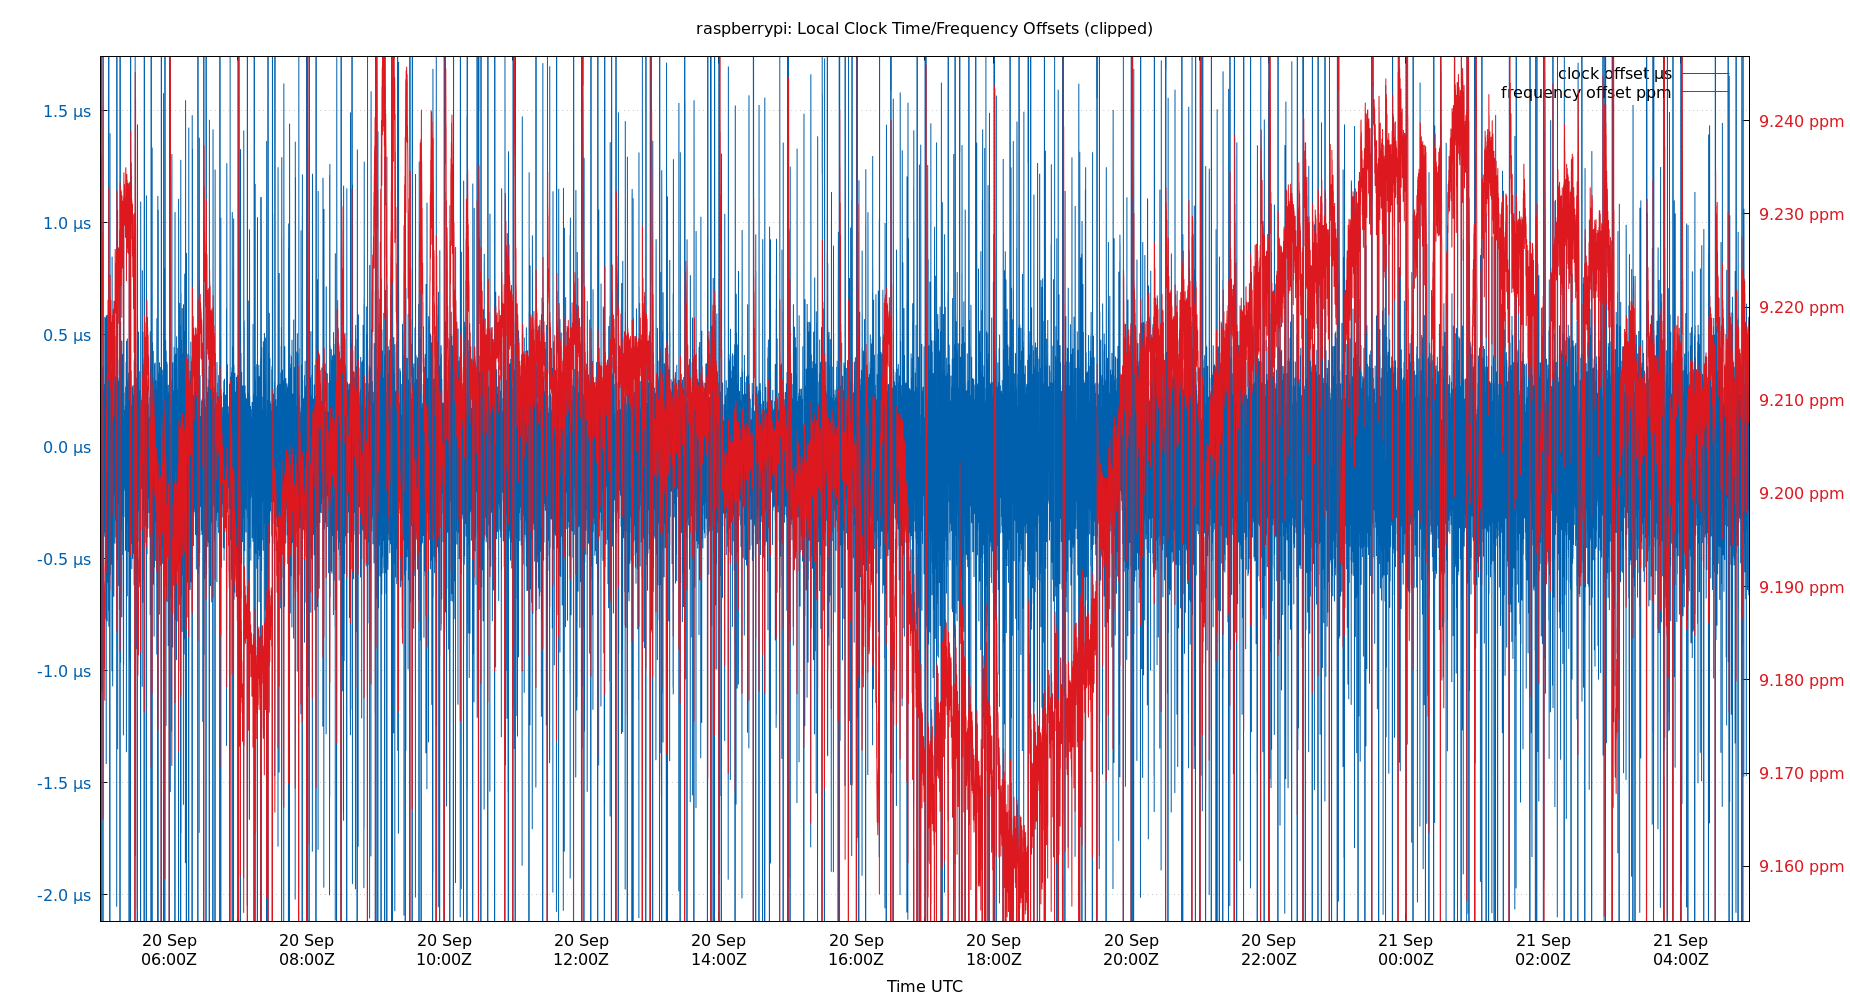 raspberrypi: Local Clock Time/Frequency Offsets (clipped)
clock offset µs
frequency offset ppm
1.5 µs
1.0 µs
0.5 µs
0.0 µs
-0.5 µs
-1.0 µs
-1.5 µs
-2.0 µs
9.240 ppm
9.230 ppm
9.220 ppm
9.210 ppm
9.200 ppm
9.190 ppm
9.180 ppm
9.170 ppm
9.160 ppm
20 Sep 20 Sep 20 Sep 20 Sep 20 Sep 20 Sep 20 Sep 20 Sep 20 Sep 21 Sep 21 Sep 21 Sep
06:00Z 08:00Z 10:00Z 12:00Z 14:00Z 16:00Z 18:00Z 20:00Z 22:00Z 00:00Z 02:00Z 04:00Z
Time UTC